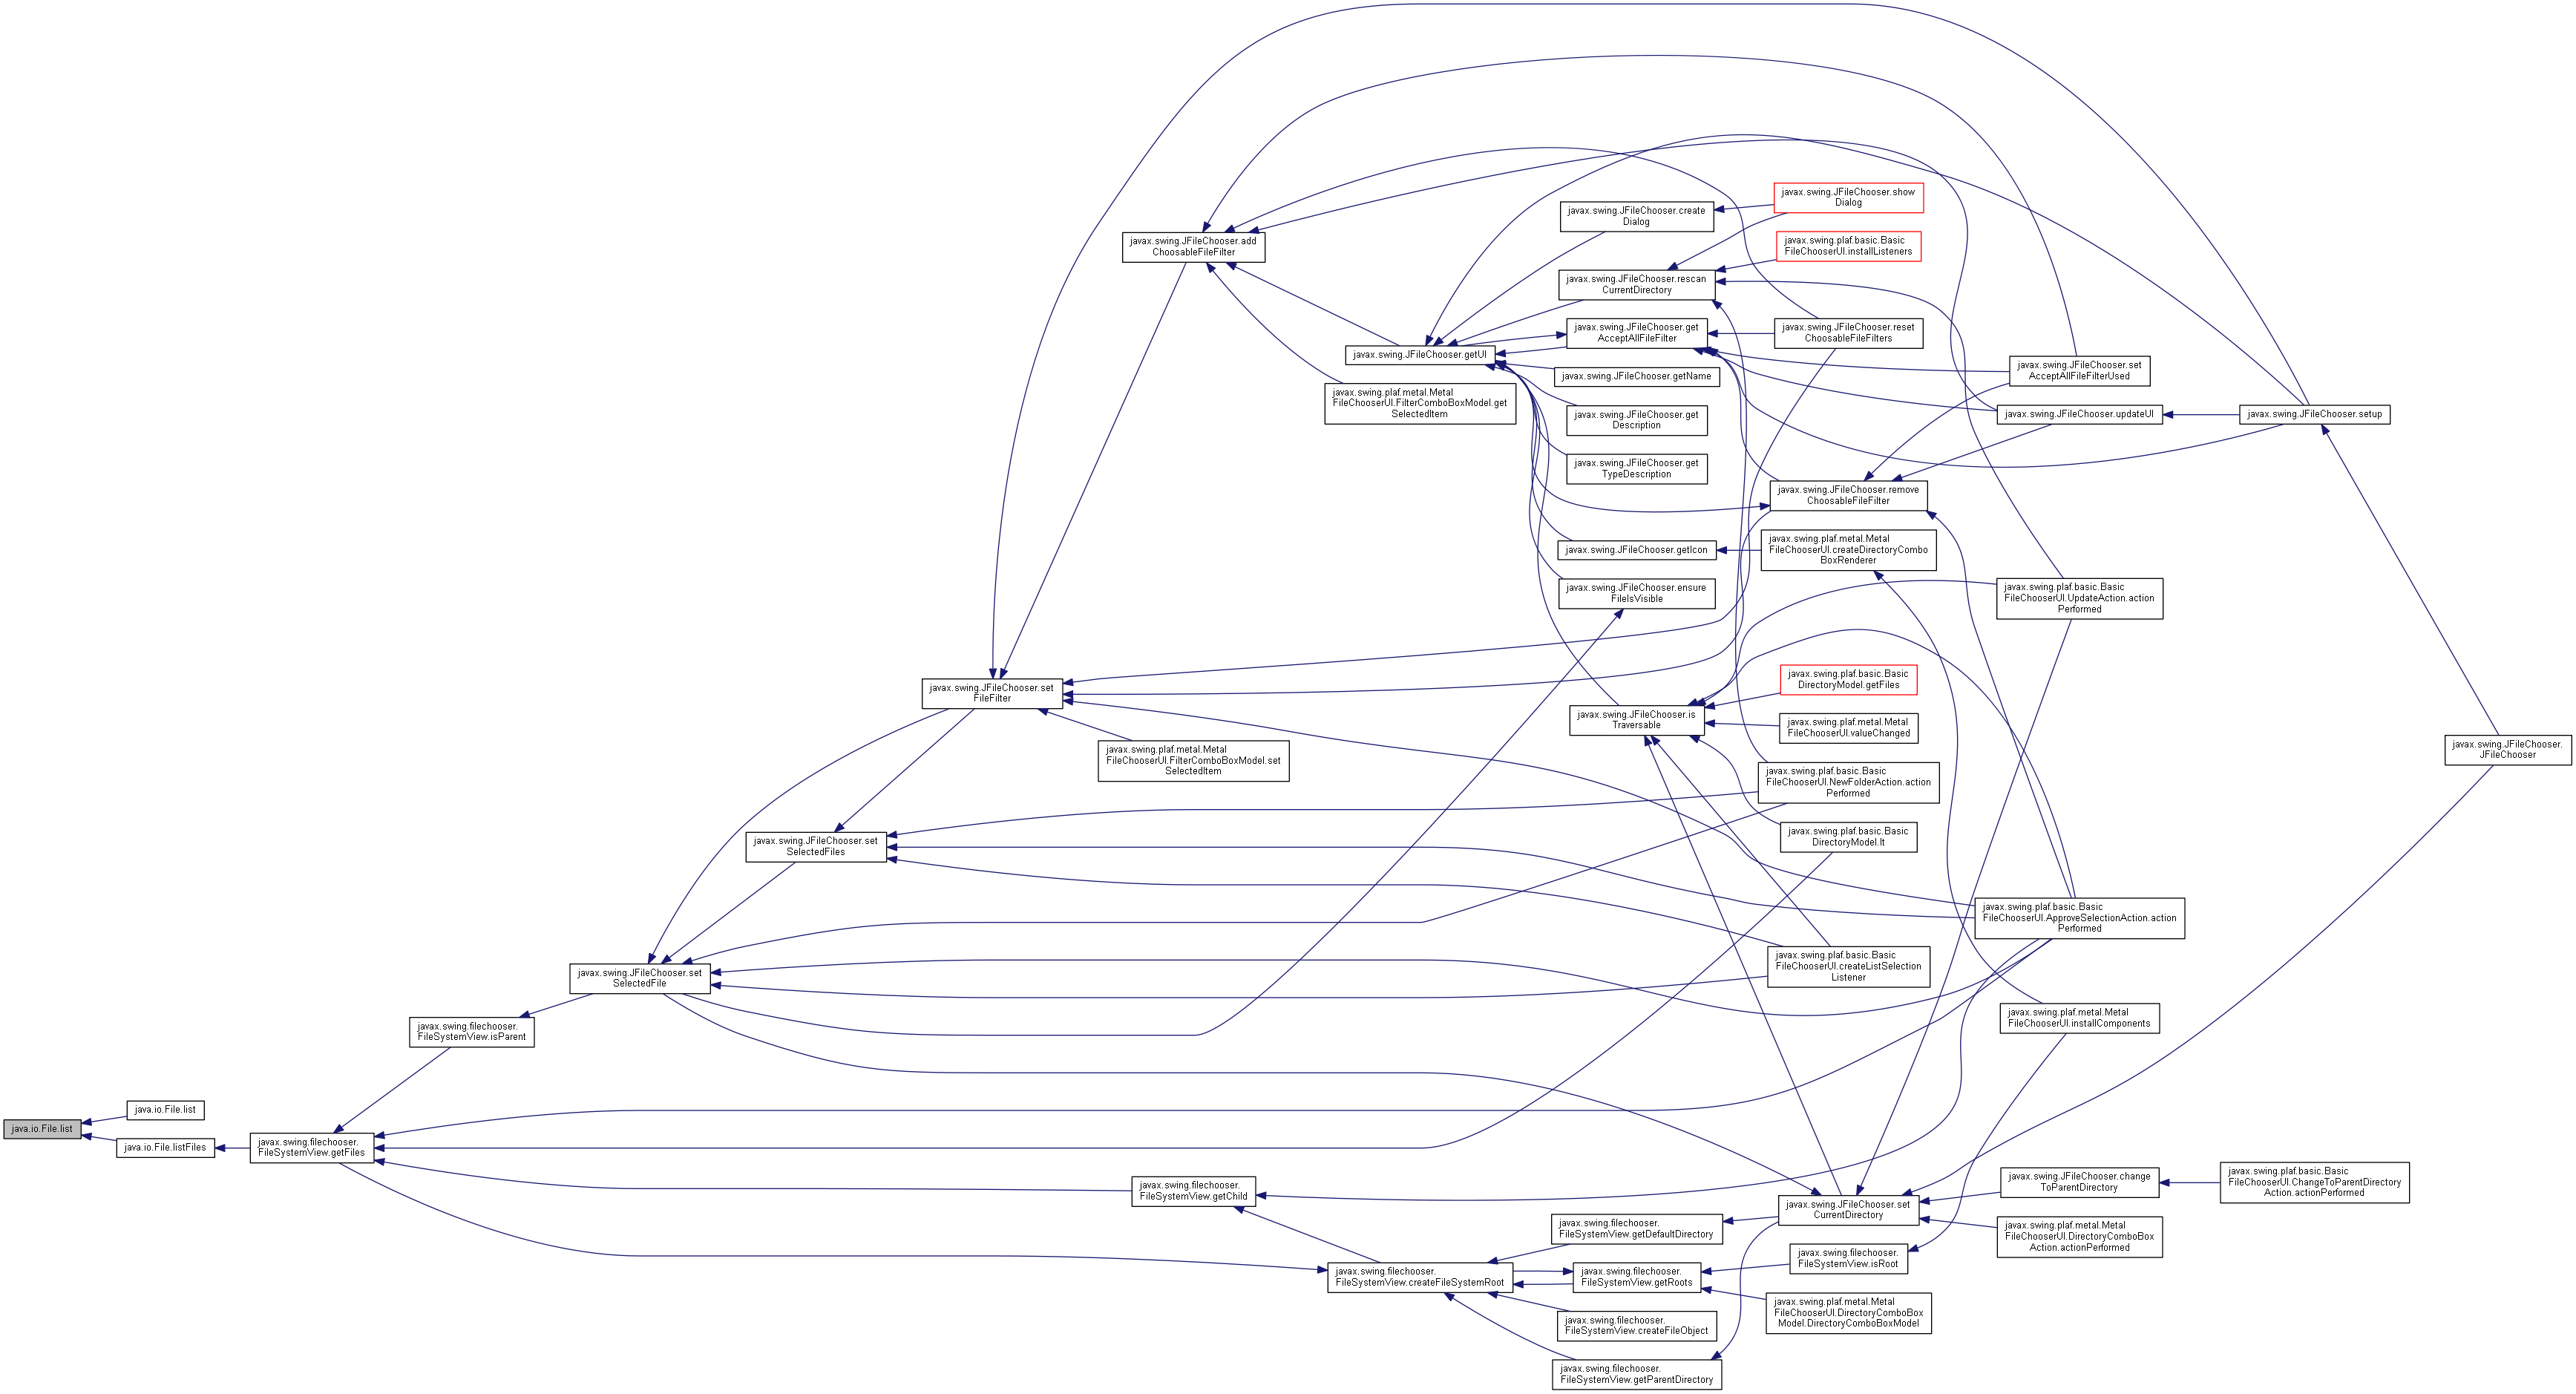 java.io.File.list
java.io.File.list
java.io.File.listFiles
javax.swing.filechooser.
FileSystemView.getFiles
javax.swing.filechooser.
FileSystemView.isParent
javax.swing.JFileChooser.set
SelectedFile
javax.swing.JFileChooser.set
SelectedFiles
javax.swing.JFileChooser.set
FileFilter
javax.swing.JFileChooser.add
ChoosableFileFilter
javax.swing.plaf.metal.Metal
FileChooserUI.FilterComboBoxModel.set
SelectedItem
javax.swing.filechooser.
FileSystemView.getChild
javax.swing.JFileChooser.getUI
javax.swing.plaf.metal.Metal
FileChooserUI.FilterComboBoxModel.get
SelectedItem
javax.swing.filechooser.
FileSystemView.createFileSystemRoot
javax.swing.JFileChooser.create
Dialog
javax.swing.JFileChooser.rescan
CurrentDirectory
javax.swing.JFileChooser.get
AcceptAllFileFilter
javax.swing.JFileChooser.getName
javax.swing.JFileChooser.get
Description
javax.swing.JFileChooser.get
TypeDescription
javax.swing.JFileChooser.getIcon
javax.swing.JFileChooser.ensure
FileIsVisible
javax.swing.JFileChooser.is
Traversable
javax.swing.filechooser.
FileSystemView.getDefaultDirectory
javax.swing.filechooser.
FileSystemView.getRoots
javax.swing.filechooser.
FileSystemView.createFileObject
javax.swing.filechooser.
FileSystemView.getParentDirectory
javax.swing.JFileChooser.show
Dialog
javax.swing.plaf.basic.Basic
FileChooserUI.installListeners
javax.swing.JFileChooser.reset
ChoosableFileFilters
javax.swing.JFileChooser.remove
ChoosableFileFilter
javax.swing.plaf.metal.Metal
FileChooserUI.createDirectoryCombo
BoxRenderer
javax.swing.plaf.basic.Basic
DirectoryModel.getFiles
javax.swing.plaf.metal.Metal
FileChooserUI.valueChanged
javax.swing.plaf.basic.Basic
FileChooserUI.NewFolderAction.action
Performed
javax.swing.plaf.basic.Basic
DirectoryModel.lt
javax.swing.plaf.basic.Basic
FileChooserUI.createListSelection
Listener
javax.swing.JFileChooser.set
CurrentDirectory
javax.swing.filechooser.
FileSystemView.isRoot
javax.swing.plaf.metal.Metal
FileChooserUI.DirectoryComboBox
Model.DirectoryComboBoxModel
javax.swing.JFileChooser.set
AcceptAllFileFilterUsed
javax.swing.JFileChooser.updateUI
javax.swing.plaf.basic.Basic
FileChooserUI.UpdateAction.action
Performed
javax.swing.plaf.basic.Basic
FileChooserUI.ApproveSelectionAction.action
Performed
javax.swing.plaf.metal.Metal
FileChooserUI.installComponents
javax.swing.JFileChooser.change
ToParentDirectory
javax.swing.plaf.metal.Metal
FileChooserUI.DirectoryComboBox
Action.actionPerformed
javax.swing.JFileChooser.setup
javax.swing.plaf.basic.Basic
FileChooserUI.ChangeToParentDirectory
Action.actionPerformed
javax.swing.JFileChooser.
JFileChooser